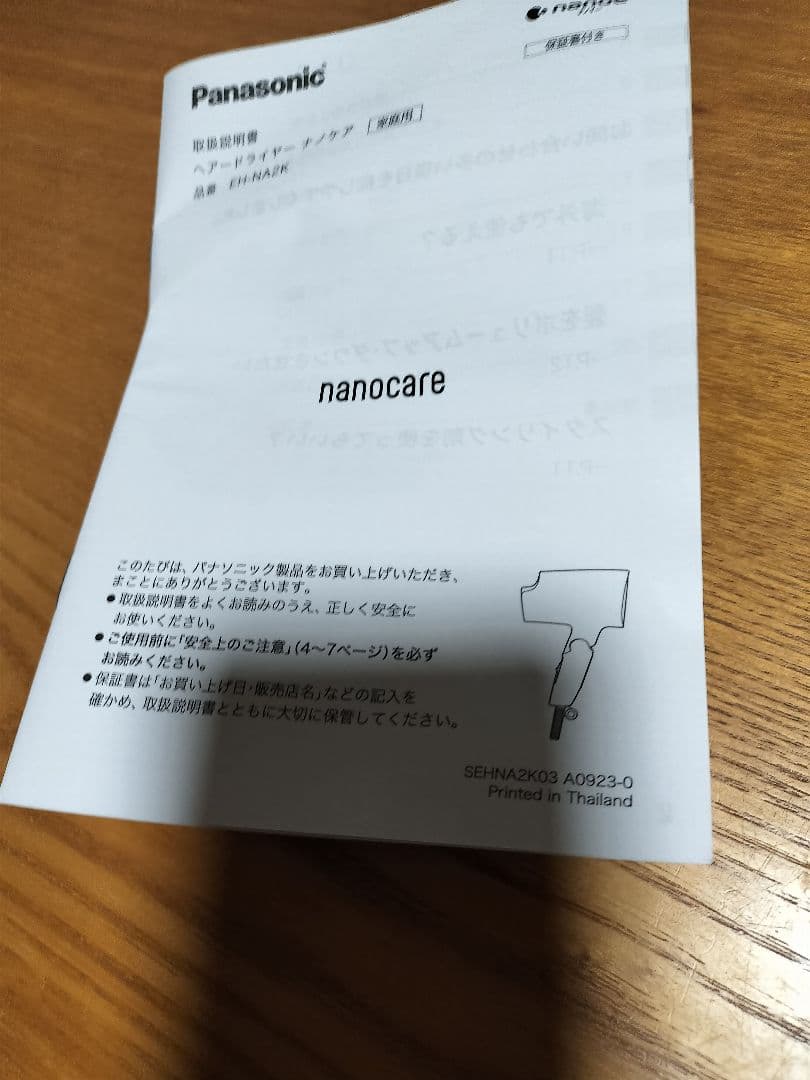 Panasonic
保証書付き
取扱説明書
ヘアードライヤー ナノケア 家庭用
品番 EH-NA2K
nanocare
このたびは、パナソニック製品をお買い上げいただき、
まことにありがとうございます。
●取扱説明書をよくお読みのうえ、正しく安全に
お使いください。
●ご使用前に「安全上のご注意」(4〜7ページ)を必ず
お読みください。
●保証書は「お買い上げ日・販売店名」などの記入を
確かめ、取扱説明書とともに大切に保管してください。
SEHNA2K03 A0923-0
Printed in Thailand